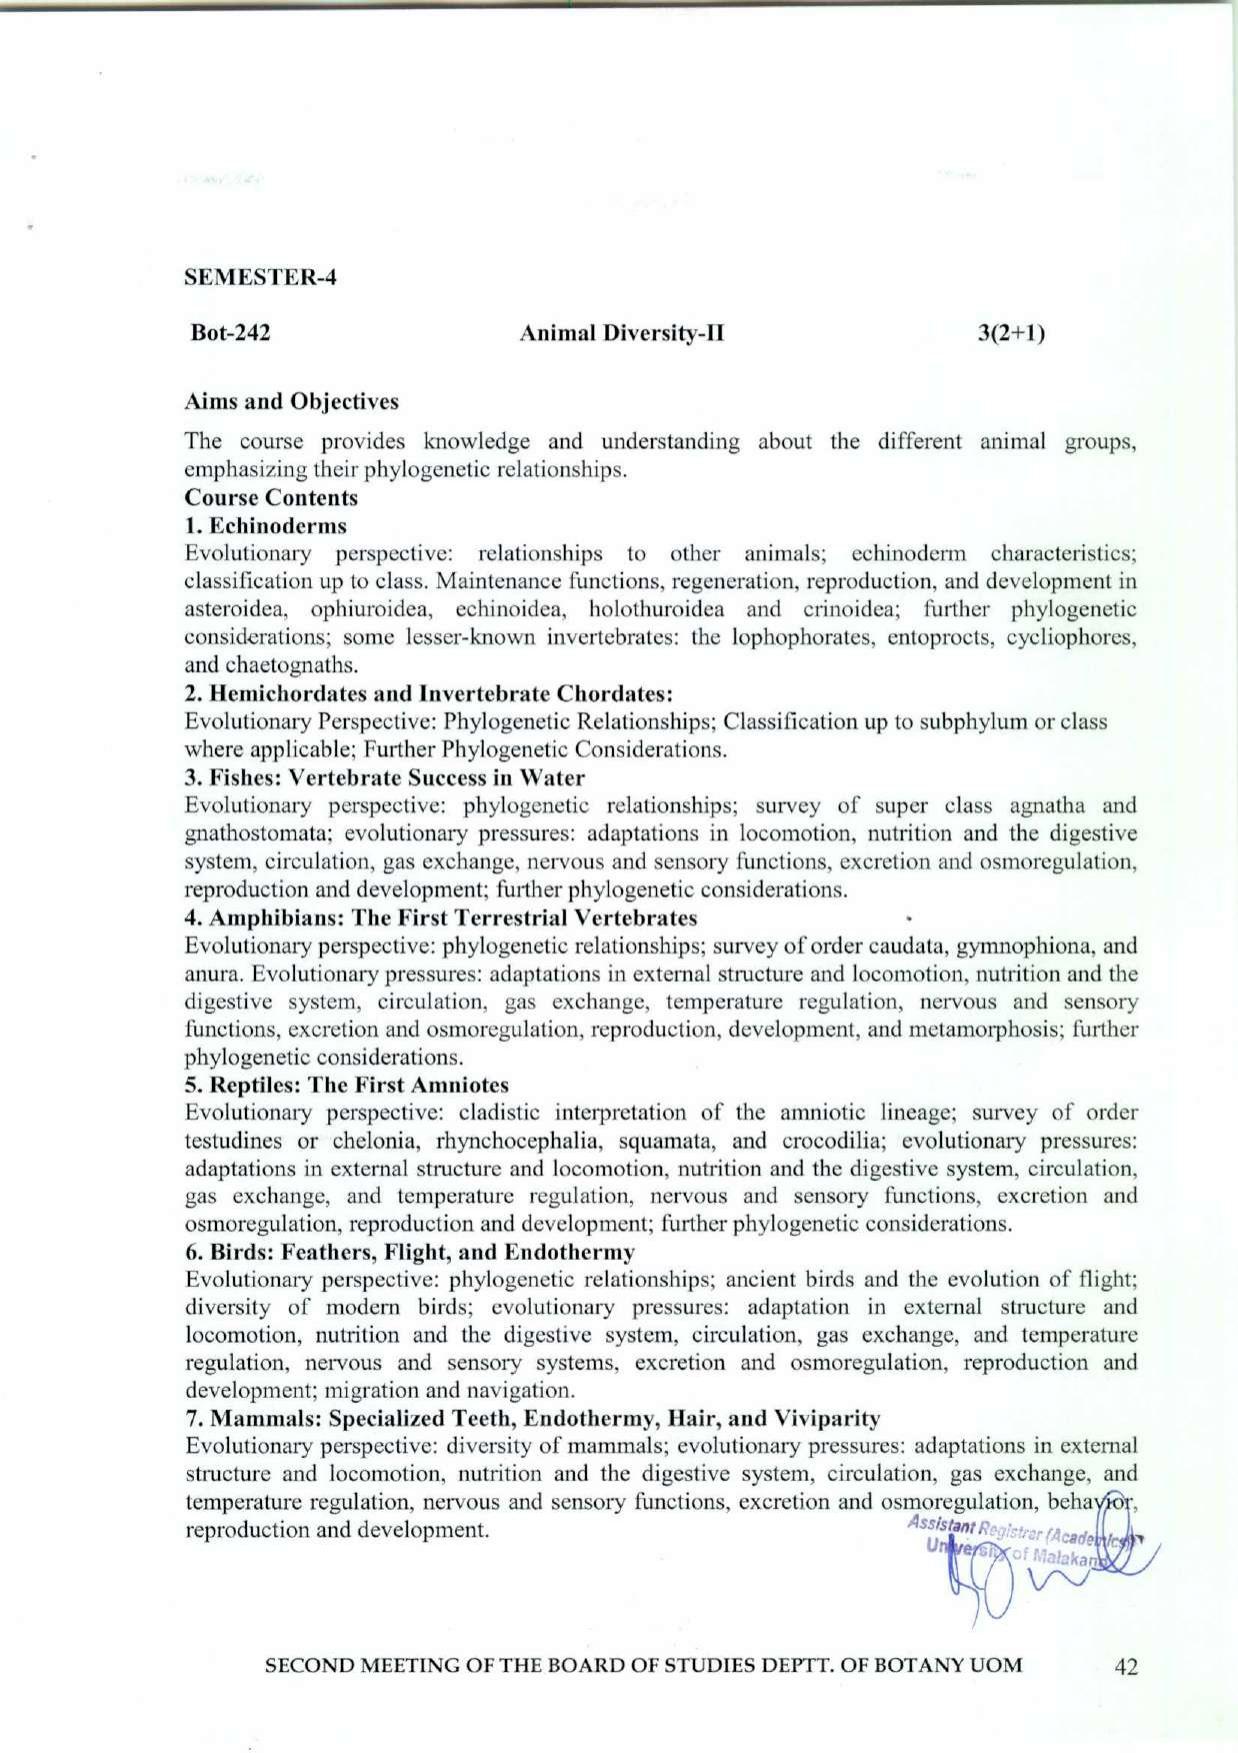 SEMESTER-4
Bot-242 Animal Diversity-II 3(2+1)
Aims and Objectives
The course provides knowledge and understanding about the different animal groups,
emphasizing their phylogenetic relationships.
Course Contents
1. Echinoderms
Evolutionary perspective: relationships to other animals; echinoderm characteristics;
classification up to class. Maintenance functions, regeneration, reproduction, and development in
asteroidea, ophiuroidea, echinoidea, holothuroidea and crinoidea; further phylogenetic
considerations; some lesser-known invertebrates: the lophophorates, entoprocts, cycliophores,
and chaetognaths.
2. Hemichordates and Invertebrate Chordates:
Evolutionary Perspective: Phylogenetic Relationships; Classification up to subphylum or class
where applicable; Further Phylogenetic Considerations.
3. Fishes: Vertebrate Success in Water
Evolutionary perspective: phylogenetic relationships; survey of super class agnatha and
gnathostomata; evolutionary pressures: adaptations in locomotion, nutrition and the digestive
system, circulation, gas exchange, nervous and sensory functions, excretion and osmoregulation,
reproduction and development; further phylogenetic considerations.
4. Amphibians: The First Terrestrial Vertebrates
Evolutionary perspective: phylogenetic relationships; survey of order caudata, gymnophiona, and
anura. Evolutionary pressures: adaptations in external structure and locomotion, nutrition and the
digestive system, circulation, gas exchange, temperature regulation, nervous and sensory
functions, excretion and osmoregulation, reproduction, development, and metamorphosis; further
phylogenetic considerations.
5. Reptiles: The First Amniotes
Evolutionary perspective: cladistic interpretation of the amniotic lineage; survey of order
testudines or chelonia, rhynchocephalia, squamata, and crocodilia; evolutionary pressures:
adaptations in external structure and locomotion, nutrition and the digestive system, circulation,
gas exchange, and temperature regulation, nervous and sensory functions, excretion and
osmoregulation, reproduction and development; further phylogenetic considerations.
6. Birds: Feathers, Flight, and Endothermy
Evolutionary perspective: phylogenetic relationships; ancient birds and the evolution of flight;
diversity of modern birds; evolutionary pressures: adaptation in external structure and
locomotion, nutrition and the digestive system, circulation, gas exchange, and temperature
regulation, nervous and sensory systems, excretion and osmoregulation, reproduction and
development; migration and navigation.
7. Mammals: Specialized Teeth, Endothermy, Hair, and Viviparity
Evolutionary perspective: diversity of mammals; evolutionary pressures: adaptations in external
structure and locomotion, nutrition and the digestive system, circulation, gas exchange, and
temperature regulation, nervous and sensory functions, excretion and osmoregulation, behavior,
reproduction and development.
Assistant Registrar (Academics)
University of Malakand
SECOND MEETING OF THE BOARD OF STUDIES DEPTT. OF BOTANY UOM 42